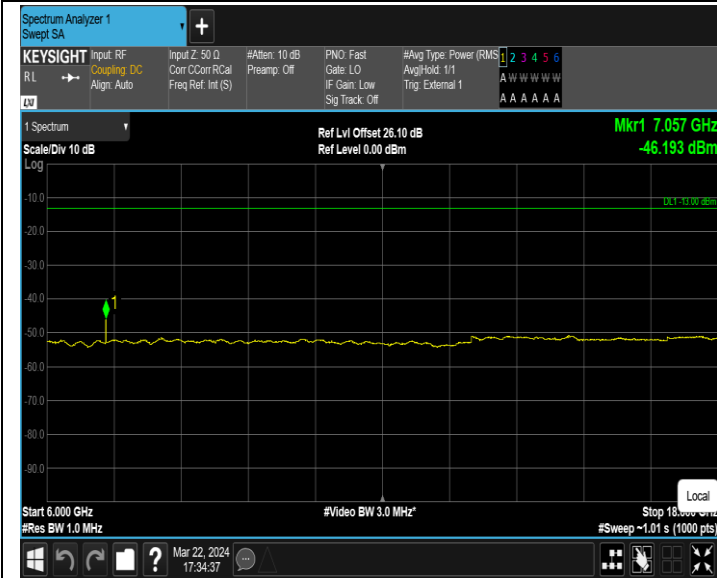 Spectrum Analyzer 1
Swept SA
+
KEYSIGHT
RL
LXI
Input: RF
Coupling: DC
Align: Auto
Input Z: 50 Ω
Corr CCorr RCal
Freq Ref: Int (S)
#Atten: 10 dB
Preamp: Off
PNO: Fast
Gate: LO
IF Gain: Low
Sig Track: Off
#Avg Type: Power (RMS
Avg|Hold: 1/1
Trig: External 1
1 2 3 4 5 6
A W W W W W
A A A A A A
1 Spectrum
Scale/Div 10 dB
Log
Ref Lvl Offset 26.10 dB
Ref Level 0.00 dBm
Mkr1 7.057 GHz
-46.193 dBm
-10.0
DL1 -13.00 dBm
-20.0
-30.0
-40.0
1
-50.0
-60.0
-70.0
-80.0
-90.0
Local
Start 6.000 GHz
#Res BW 1.0 MHz
#Video BW 3.0 MHz*
Stop 18.000 GHz
#Sweep ~1.01 s (1000 pts)
?
Mar 22, 2024
17:34:37